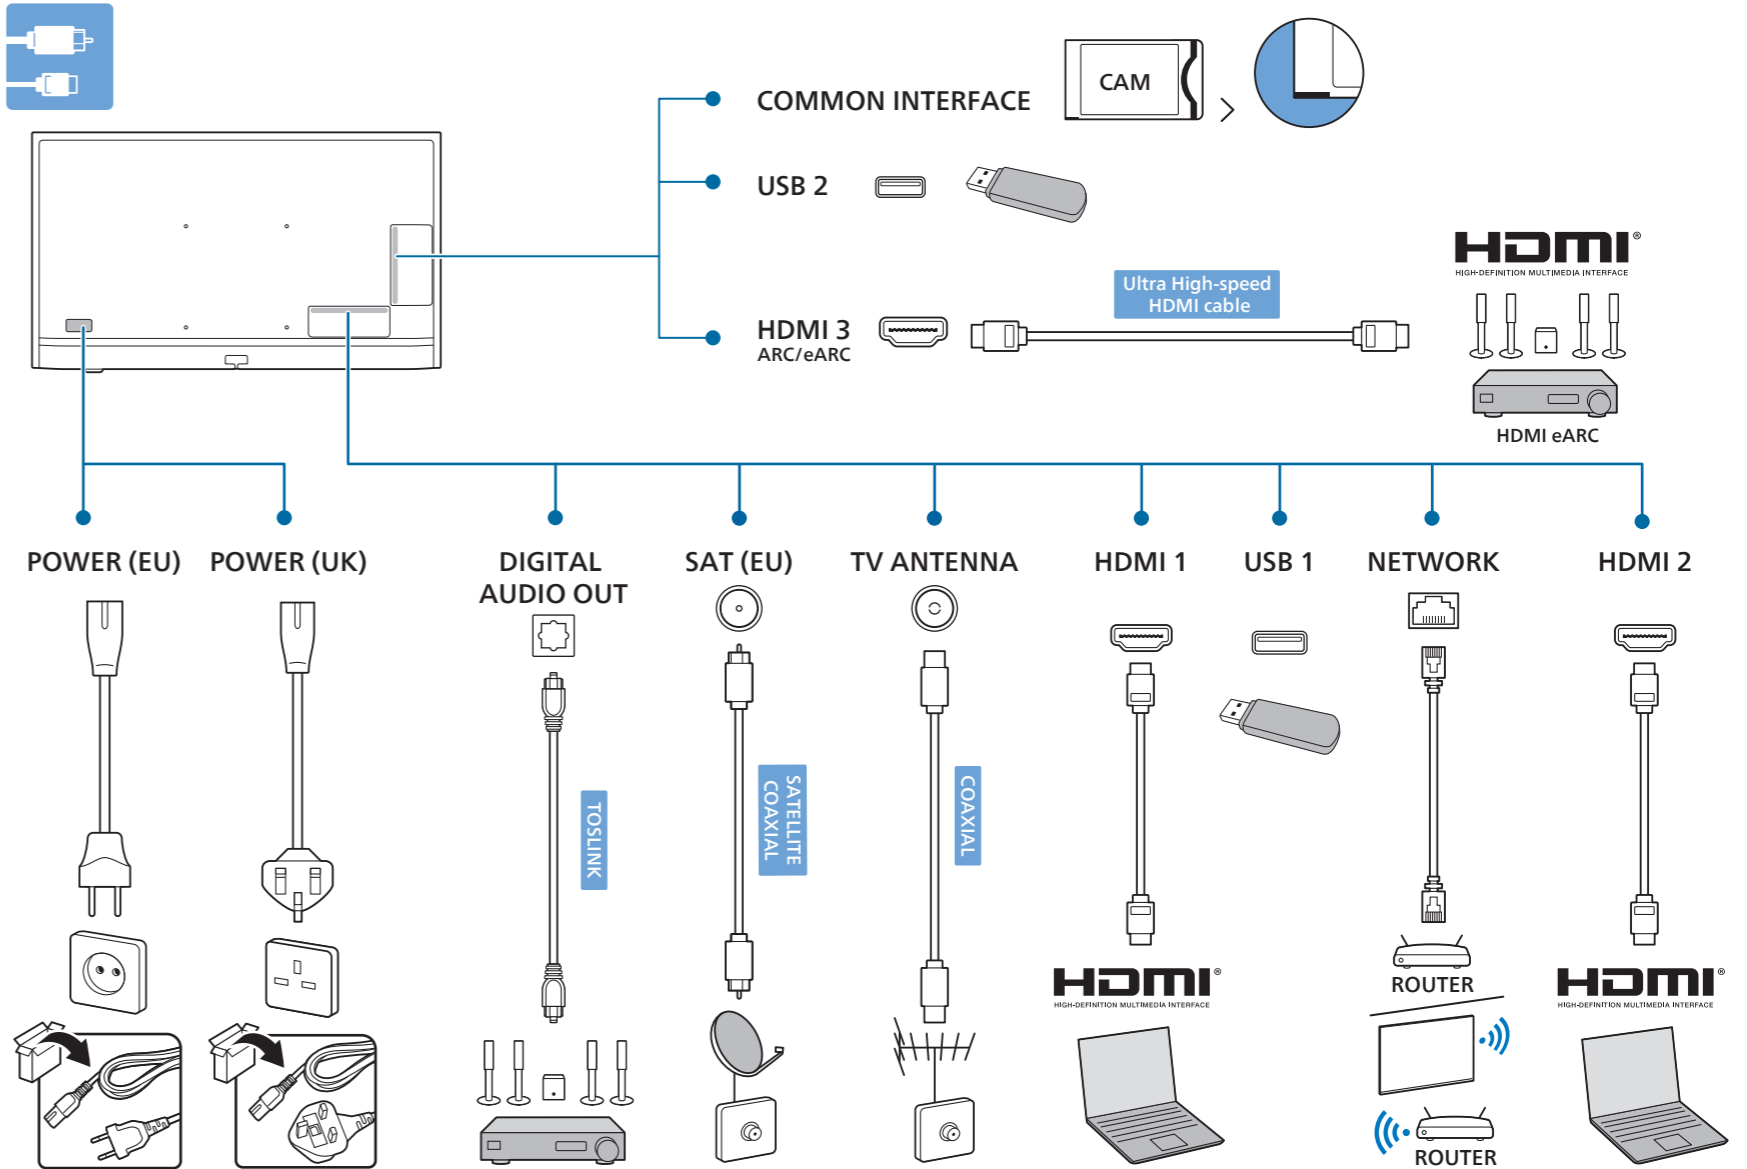 COMMON INTERFACE
CAM
USB 2
HDMI®
HIGH-DEFINITION MULTIMEDIA INTERFACE
Ultra High-speed
HDMI cable
HDMI 3
ARC/eARC
HDMI eARC
POWER (EU)
POWER (UK)
DIGITAL
AUDIO OUT
SAT (EU)
TV ANTENNA
HDMI 1
USB 1
NETWORK
HDMI 2
TOSLINK
SATELLITE
COAXIAL
COAXIAL
HDMI®
HIGH-DEFINITION MULTIMEDIA INTERFACE
ROUTER
HDMI®
HIGH-DEFINITION MULTIMEDIA INTERFACE
ROUTER